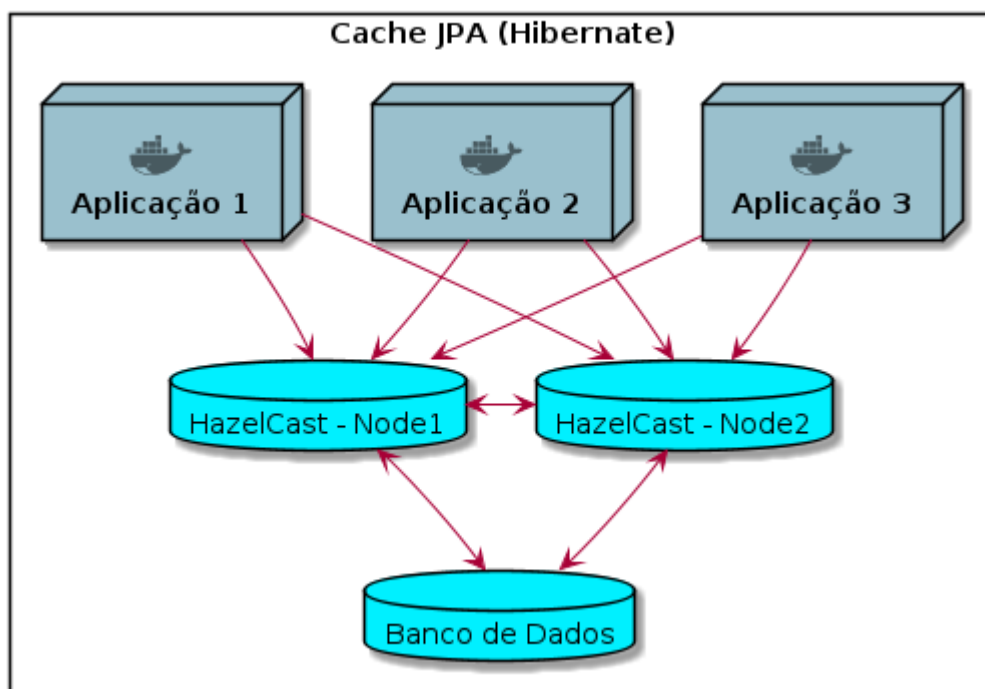 Cache JPA (Hibernate)
Aplicação 1
Aplicação 2
Aplicação 3
HazelCast - Node1
HazelCast - Node2
Banco de Dados